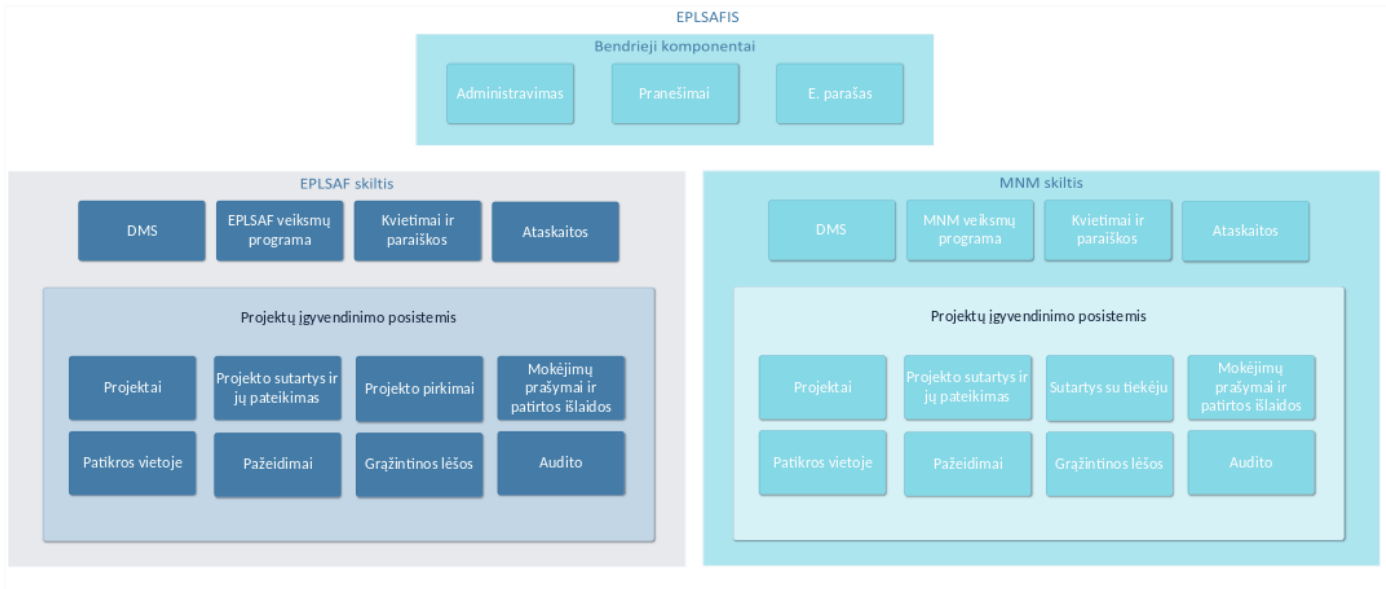 EPLSAFIS
Bendrieji komponentai
Administravimas
Pranešimai
E. parašas
EPLSAF skiltis
DMS
EPLSAF veiksmų
programa
Kvietimai ir
paraiškos
Ataskaitos
Projektų įgyvendinimo posistemis
Projektai
Projekto sutartys ir
jų pateikimas
Projekto pirkimai
Mokėjimų
prašymai ir
patirtos išlaidos
Patikros vietoje
Pažeidimai
Grąžintinos lėšos
Audito
MNM skiltis
DMS
MNM veiksmų
programa
Kvietimai ir
paraiškos
Ataskaitos
Projektų įgyvendinimo posistemis
Projektai
Projekto sutartys ir
jų pateikimas
Sutartys su tiekėju
Mokėjimų
prašymai ir
patirtos išlaidos
Patikros vietoje
Pažeidimai
Grąžintinos lėšos
Audito